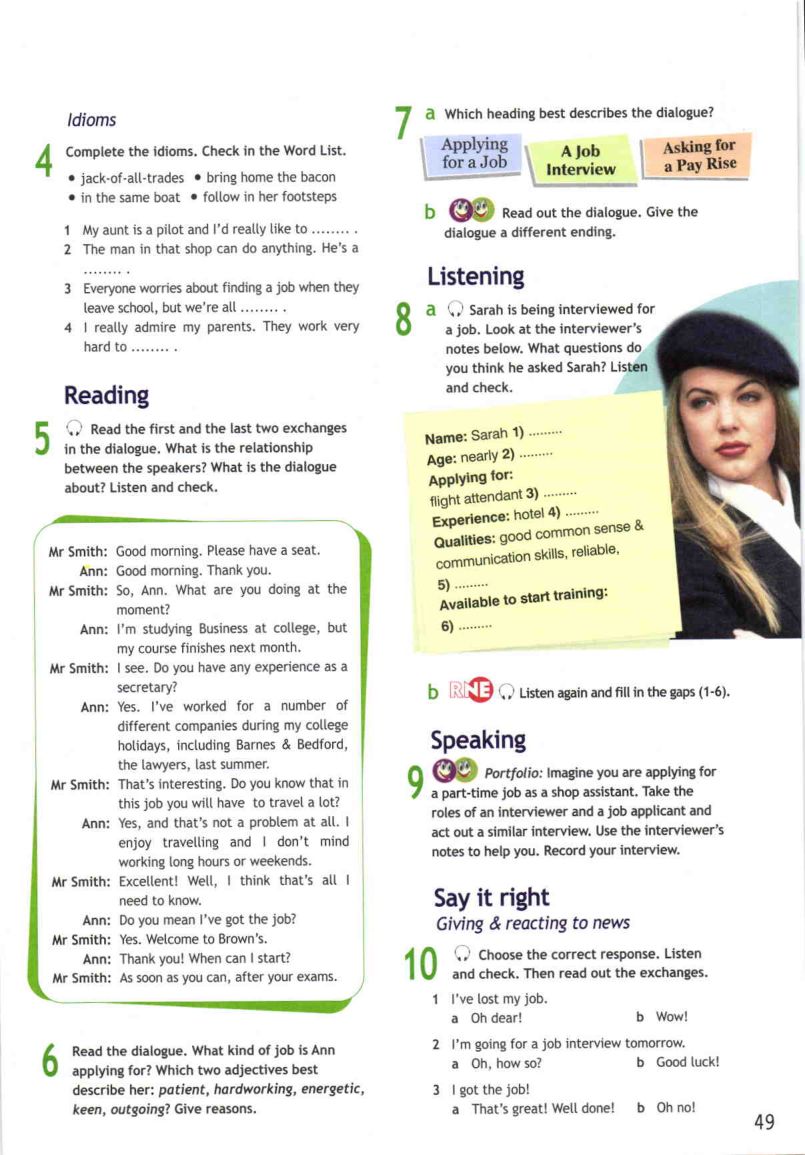 Idioms
4 Complete the idioms. Check in the Word List.
• jack-of-all-trades • bring home the bacon
• in the same boat • follow in her footsteps
1 My aunt is a pilot and I'd really like to ........ .
2 The man in that shop can do anything. He's a
........ .
3 Everyone worries about finding a job when they
leave school, but we're all ........ .
4 I really admire my parents. They work very
hard to ........ .
Reading
5 Read the first and the last two exchanges
in the dialogue. What is the relationship
between the speakers? What is the dialogue
about? Listen and check.
Mr Smith: Good morning. Please have a seat.
Ann: Good morning. Thank you.
Mr Smith: So, Ann. What are you doing at the
moment?
Ann: I'm studying Business at college, but
my course finishes next month.
Mr Smith: I see. Do you have any experience as a
secretary?
Ann: Yes. I've worked for a number of
different companies during my college
holidays, including Barnes & Bedford,
the lawyers, last summer.
Mr Smith: That's interesting. Do you know that in
this job you will have to travel a lot?
Ann: Yes, and that's not a problem at all. I
enjoy travelling and I don't mind
working long hours or weekends.
Mr Smith: Excellent! Well, I think that's all I
need to know.
Ann: Do you mean I've got the job?
Mr Smith: Yes. Welcome to Brown's.
Ann: Thank you! When can I start?
Mr Smith: As soon as you can, after your exams.
6 Read the dialogue. What kind of job is Ann
applying for? Which two adjectives best
describe her: patient, hardworking, energetic,
keen, outgoing? Give reasons.
7 a Which heading best describes the dialogue?
Applying
for a Job
A Job
Interview
Asking for
a Pay Rise
b Read out the dialogue. Give the
dialogue a different ending.
Listening
8 a Sarah is being interviewed for
a job. Look at the interviewer's
notes below. What questions do
you think he asked Sarah? Listen
and check.
Name: Sarah 1) .........
Age: nearly 2) .........
Applying for:
flight attendant 3) .........
Experience: hotel 4) .........
Qualities: good common sense &
communication skills, reliable,
5) .........
Available to start training:
6) .........
b RNE Listen again and fill in the gaps (1-6).
Speaking
9 Portfolio: Imagine you are applying for
a part-time job as a shop assistant. Take the
roles of an interviewer and a job applicant and
act out a similar interview. Use the interviewer's
notes to help you. Record your interview.
Say it right
Giving & reacting to news
10 Choose the correct response. Listen
and check. Then read out the exchanges.
1 I've lost my job.
a Oh dear! b Wow!
2 I'm going for a job interview tomorrow.
a Oh, how so? b Good luck!
3 I got the job!
a That's great! Well done! b Oh no!
49